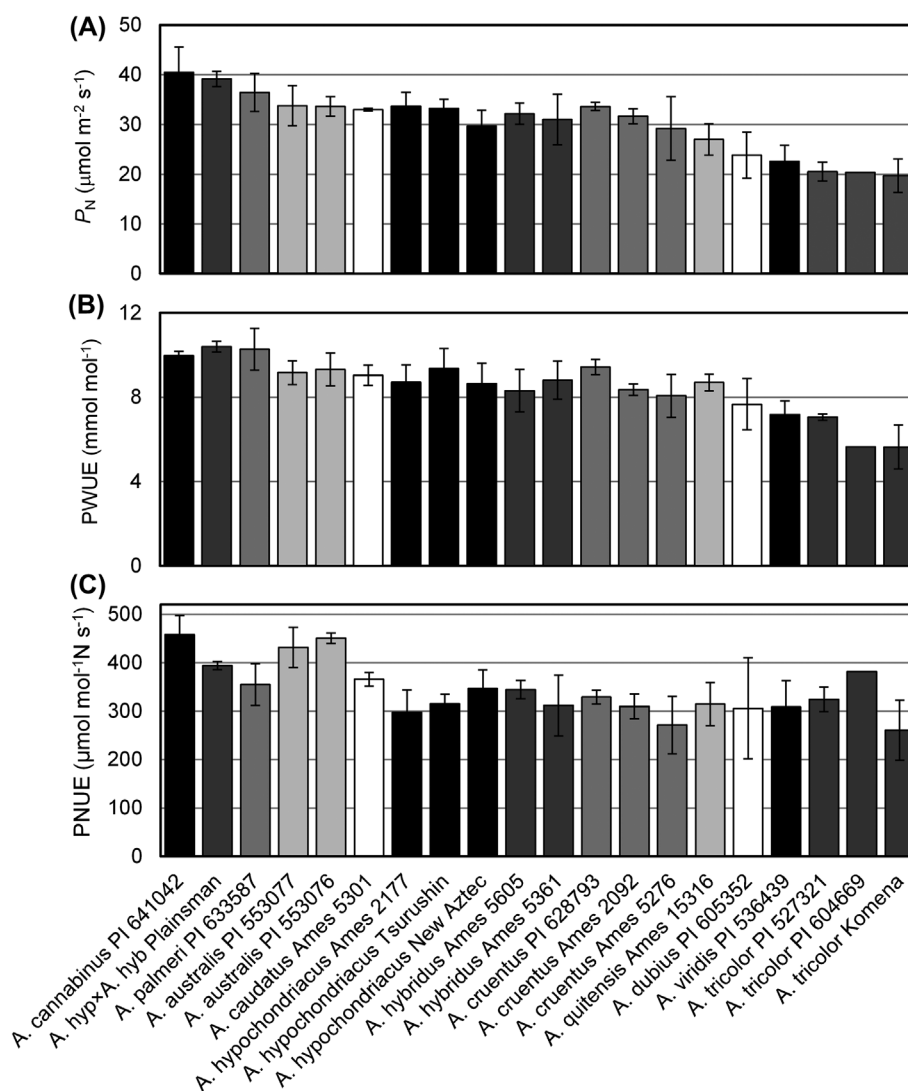 (A)
50
40
30
20
10
0
P_N (μmol m⁻² s⁻¹)
(B)
12
8
4
0
PWUE (mmol mol⁻¹)
(C)
500
400
300
200
100
0
PNUE (μmol mol⁻¹N s⁻¹)
A. cannabinus PI 641042
A. hyp×A. hyb Plainsman
A. palmeri PI 633587
A. australis PI 553077
A. australis PI 553076
A. caudatus Ames 5301
A. hypochondriacus Ames 2177
A. hypochondriacus Tsurushin
A. hypochondriacus New Aztec
A. hybridus Ames 5605
A. hybridus Ames 5361
A. cruentus PI 628793
A. cruentus Ames 2092
A. cruentus Ames 5276
A. quitensis Ames 15316
A. dubius PI 605352
A. viridis PI 536439
A. tricolor PI 527321
A. tricolor PI 604669
A. tricolor Komena